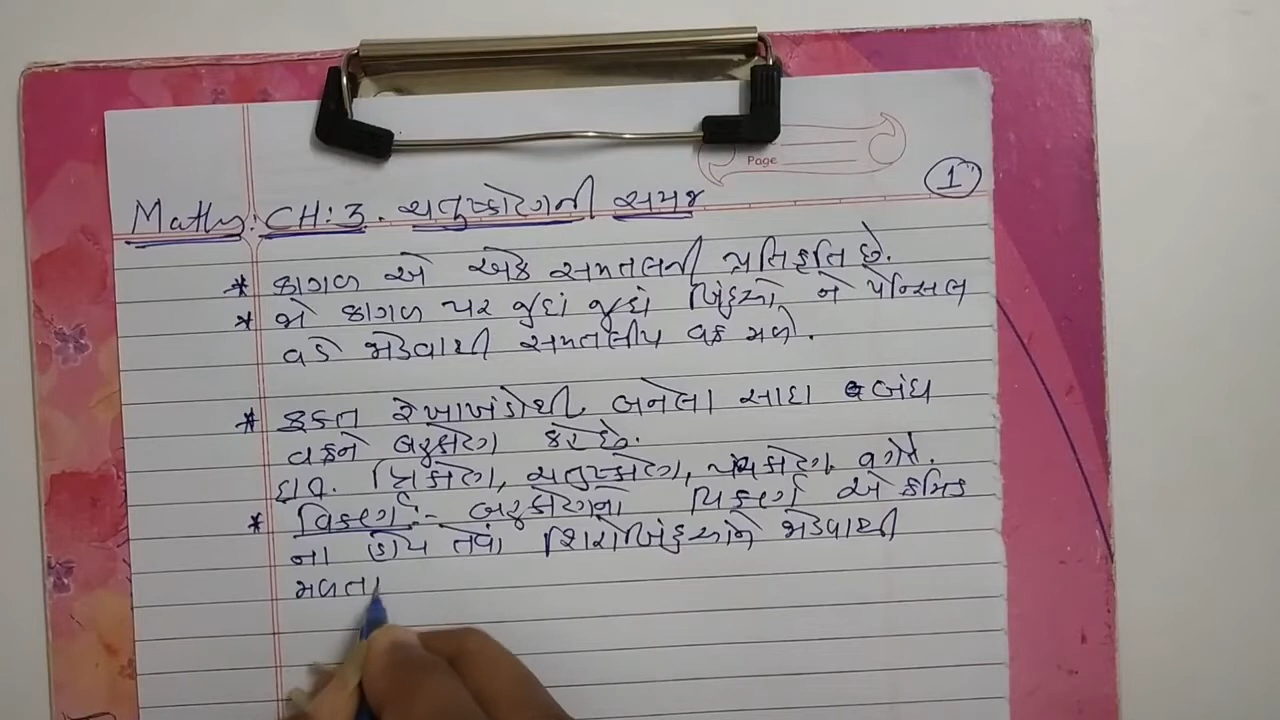 Page
1
Maths: CH: 3. ચતુષ્કોણની સમજ
* કાગળ એ એક સમતલની પ્રતિકૃતિ છે.
* જો કાગળ પર જુદાં જુદાં બિંદુઓ ને પેન્સિલ
વડે જોડવાથી સમતલીય વક્ર મળે.
* ફક્ત રેખાખંડોથી બનેલા સાદા બંધ
વક્રને બહુકોણ કહે છે.
દા.ત. ત્રિકોણ, ચતુષ્કોણ, પંચકોણ વગેરે.
* વિકર્ણ :- બહુકોણનો વિકર્ણ એ ક્રમિક
ના હોય તેવાં શિરોબિંદુઓને જોડવાથી
મળતા